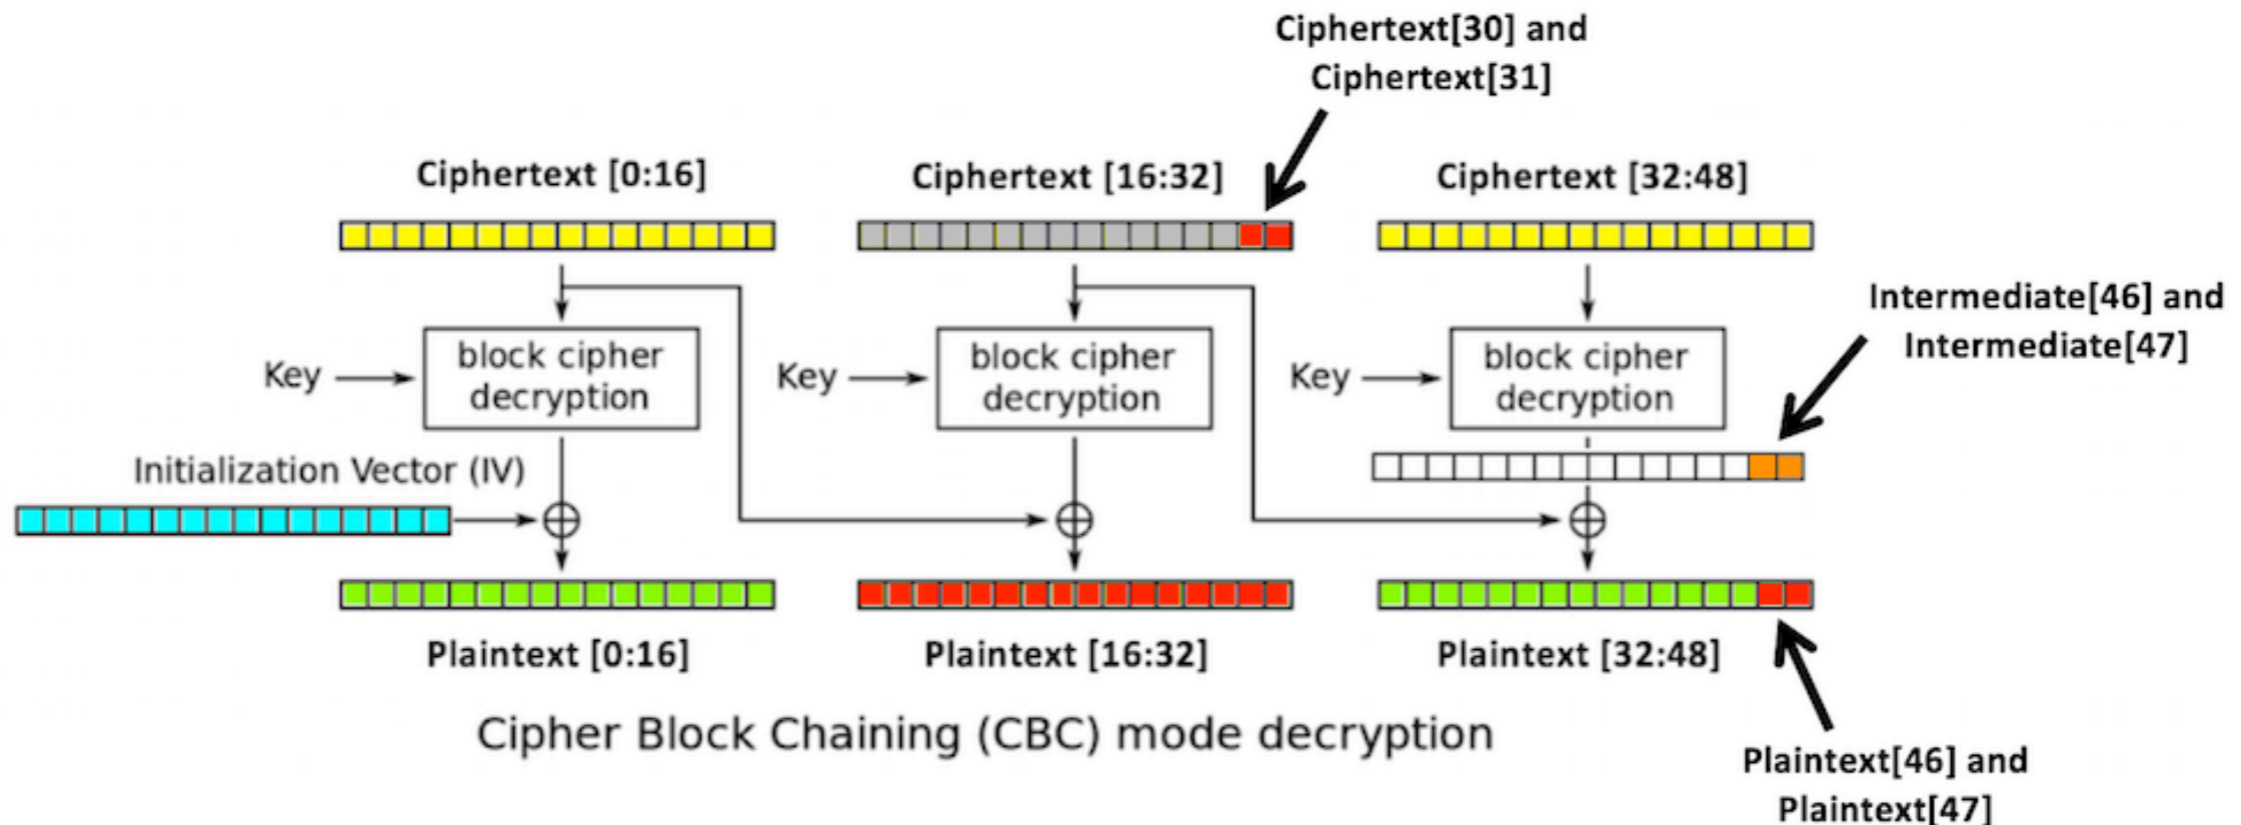 Ciphertext[30] and
Ciphertext[31]
Ciphertext [0:16]
Ciphertext [16:32]
Ciphertext [32:48]
Intermediate[46] and
Intermediate[47]
Key
block cipher
decryption
Key
block cipher
decryption
Key
block cipher
decryption
Initialization Vector (IV)
Plaintext [0:16]
Plaintext [16:32]
Plaintext [32:48]
Cipher Block Chaining (CBC) mode decryption
Plaintext[46] and
Plaintext[47]